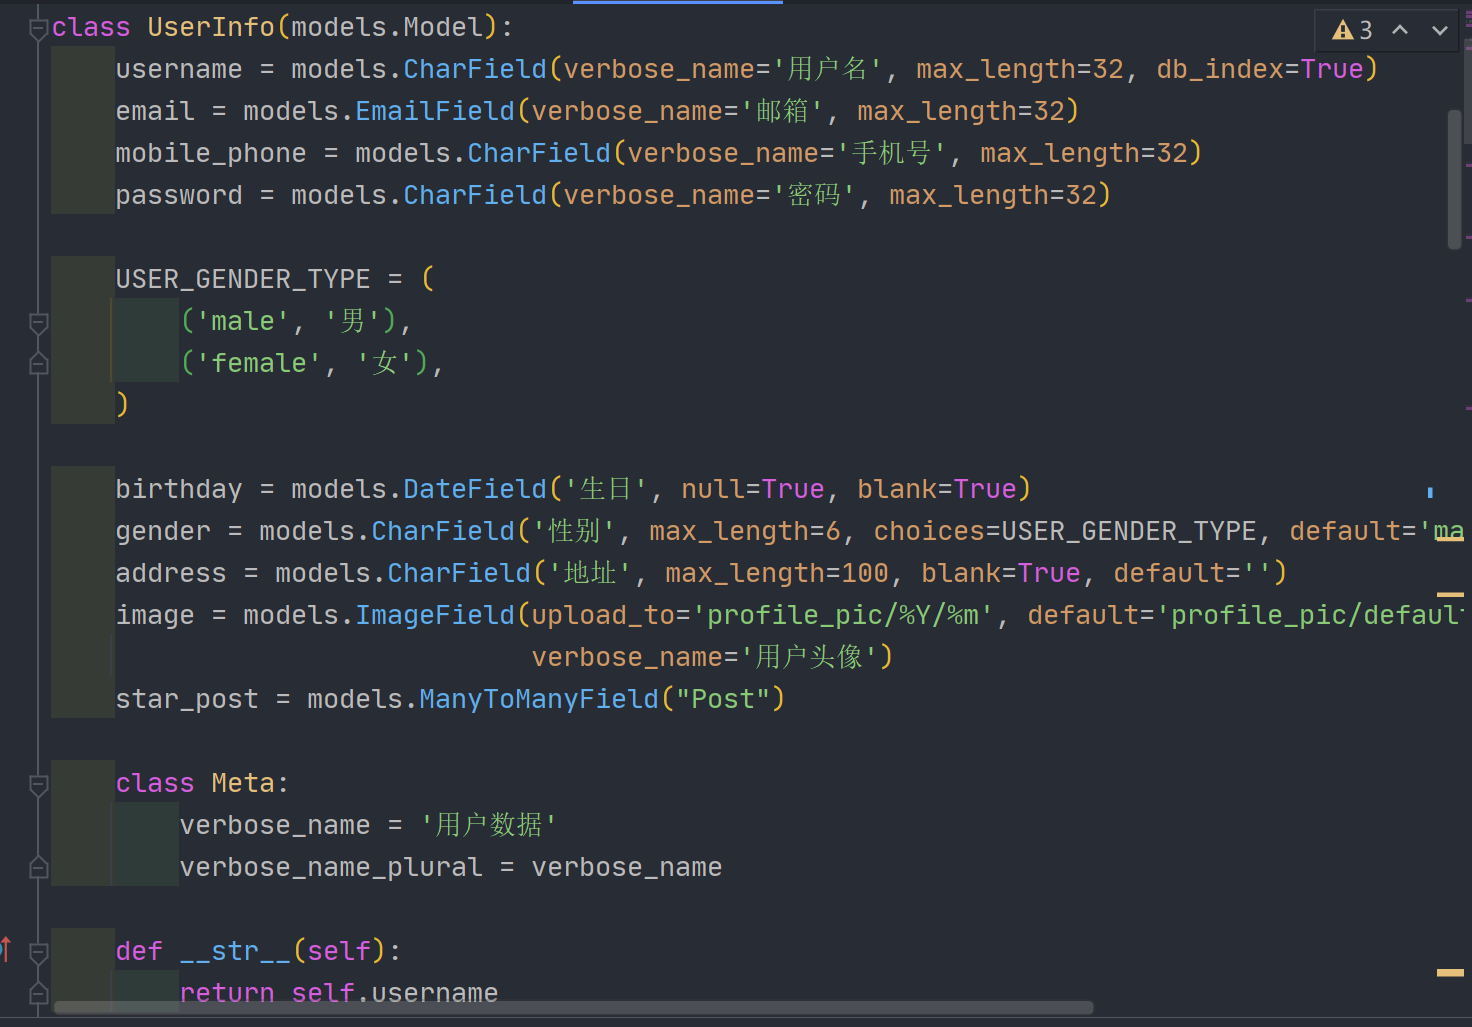 class UserInfo(models.Model):
3
username = models.CharField(verbose_name='用户名', max_length=32, db_index=True)
email = models.EmailField(verbose_name='邮箱', max_length=32)
mobile_phone = models.CharField(verbose_name='手机号', max_length=32)
password = models.CharField(verbose_name='密码', max_length=32)
USER_GENDER_TYPE = (
('male', '男'),
('female', '女'),
)
birthday = models.DateField('生日', null=True, blank=True)
gender = models.CharField('性别', max_length=6, choices=USER_GENDER_TYPE, default='ma
address = models.CharField('地址', max_length=100, blank=True, default='')
image = models.ImageField(upload_to='profile_pic/%Y/%m', default='profile_pic/defaul
verbose_name='用户头像')
star_post = models.ManyToManyField("Post")
class Meta:
verbose_name = '用户数据'
verbose_name_plural = verbose_name
def __str__(self):
return self.username